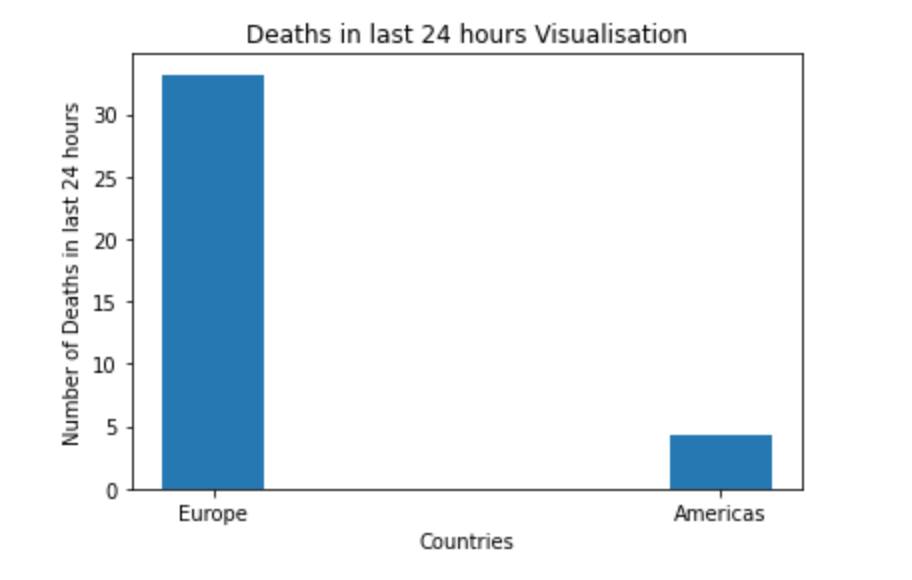 Deaths in last 24 hours Visualisation
Number of Deaths in last 24 hours
30
25
20
15
10
5
0
Europe Americas
Countries